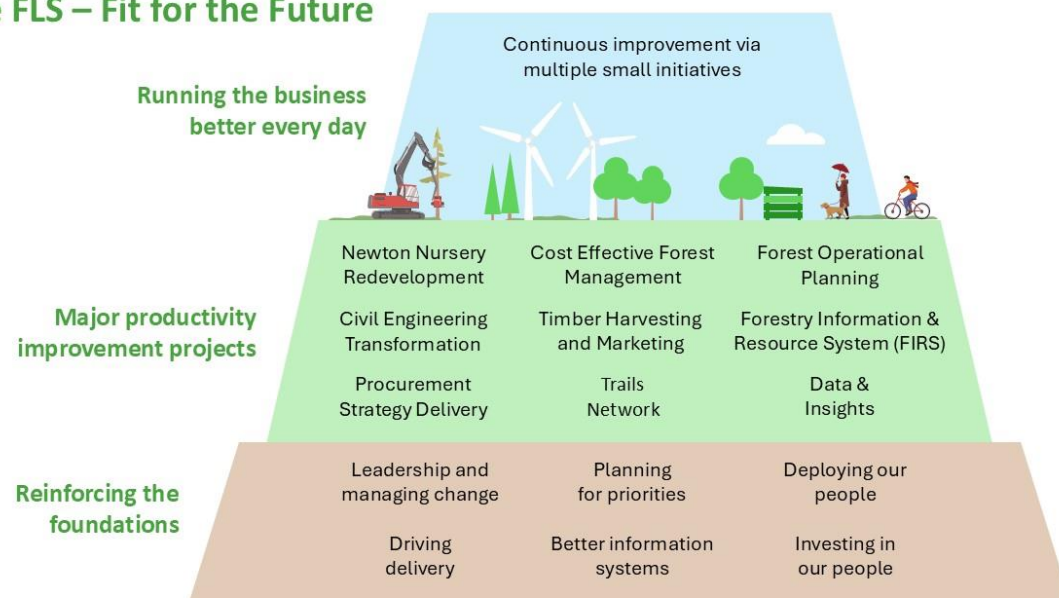 FLS – Fit for the Future
Running the business
better every day
Continuous improvement via
multiple small initiatives
Major productivity
improvement projects
Newton Nursery
Redevelopment
Cost Effective Forest
Management
Forest Operational
Planning
Civil Engineering
Transformation
Timber Harvesting
and Marketing
Forestry Information &
Resource System (FIRS)
Procurement
Strategy Delivery
Trails
Network
Data &
Insights
Reinforcing the
foundations
Leadership and
managing change
Planning
for priorities
Deploying our
people
Driving
delivery
Better information
systems
Investing in
our people